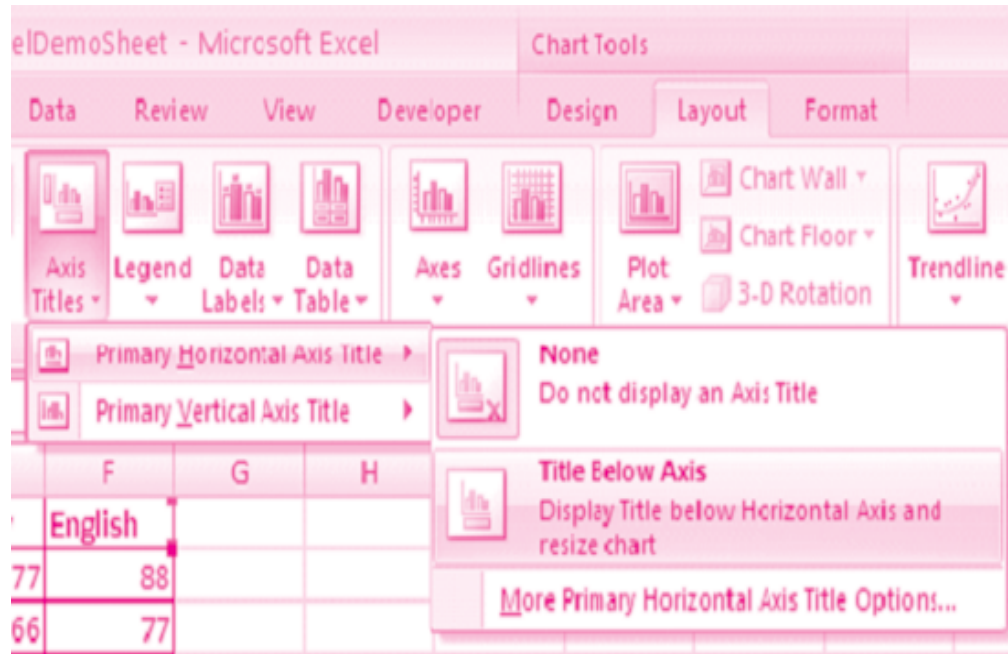 elDemoSheet - Microsoft Excel
Chart Tools
Data Review View Developer Design Layout Format
Axis Titles
Legend
Data Labels
Data Table
Axes
Gridlines
Plot Area
Chart Wall
Chart Floor
3-D Rotation
Trendline
Primary Horizontal Axis Title
Primary Vertical Axis Title
None
Do not display an Axis Title
Title Below Axis
Display Title below Horizontal Axis and
resize chart
More Primary Horizontal Axis Title Options...
F G H
English
77 88
66 77